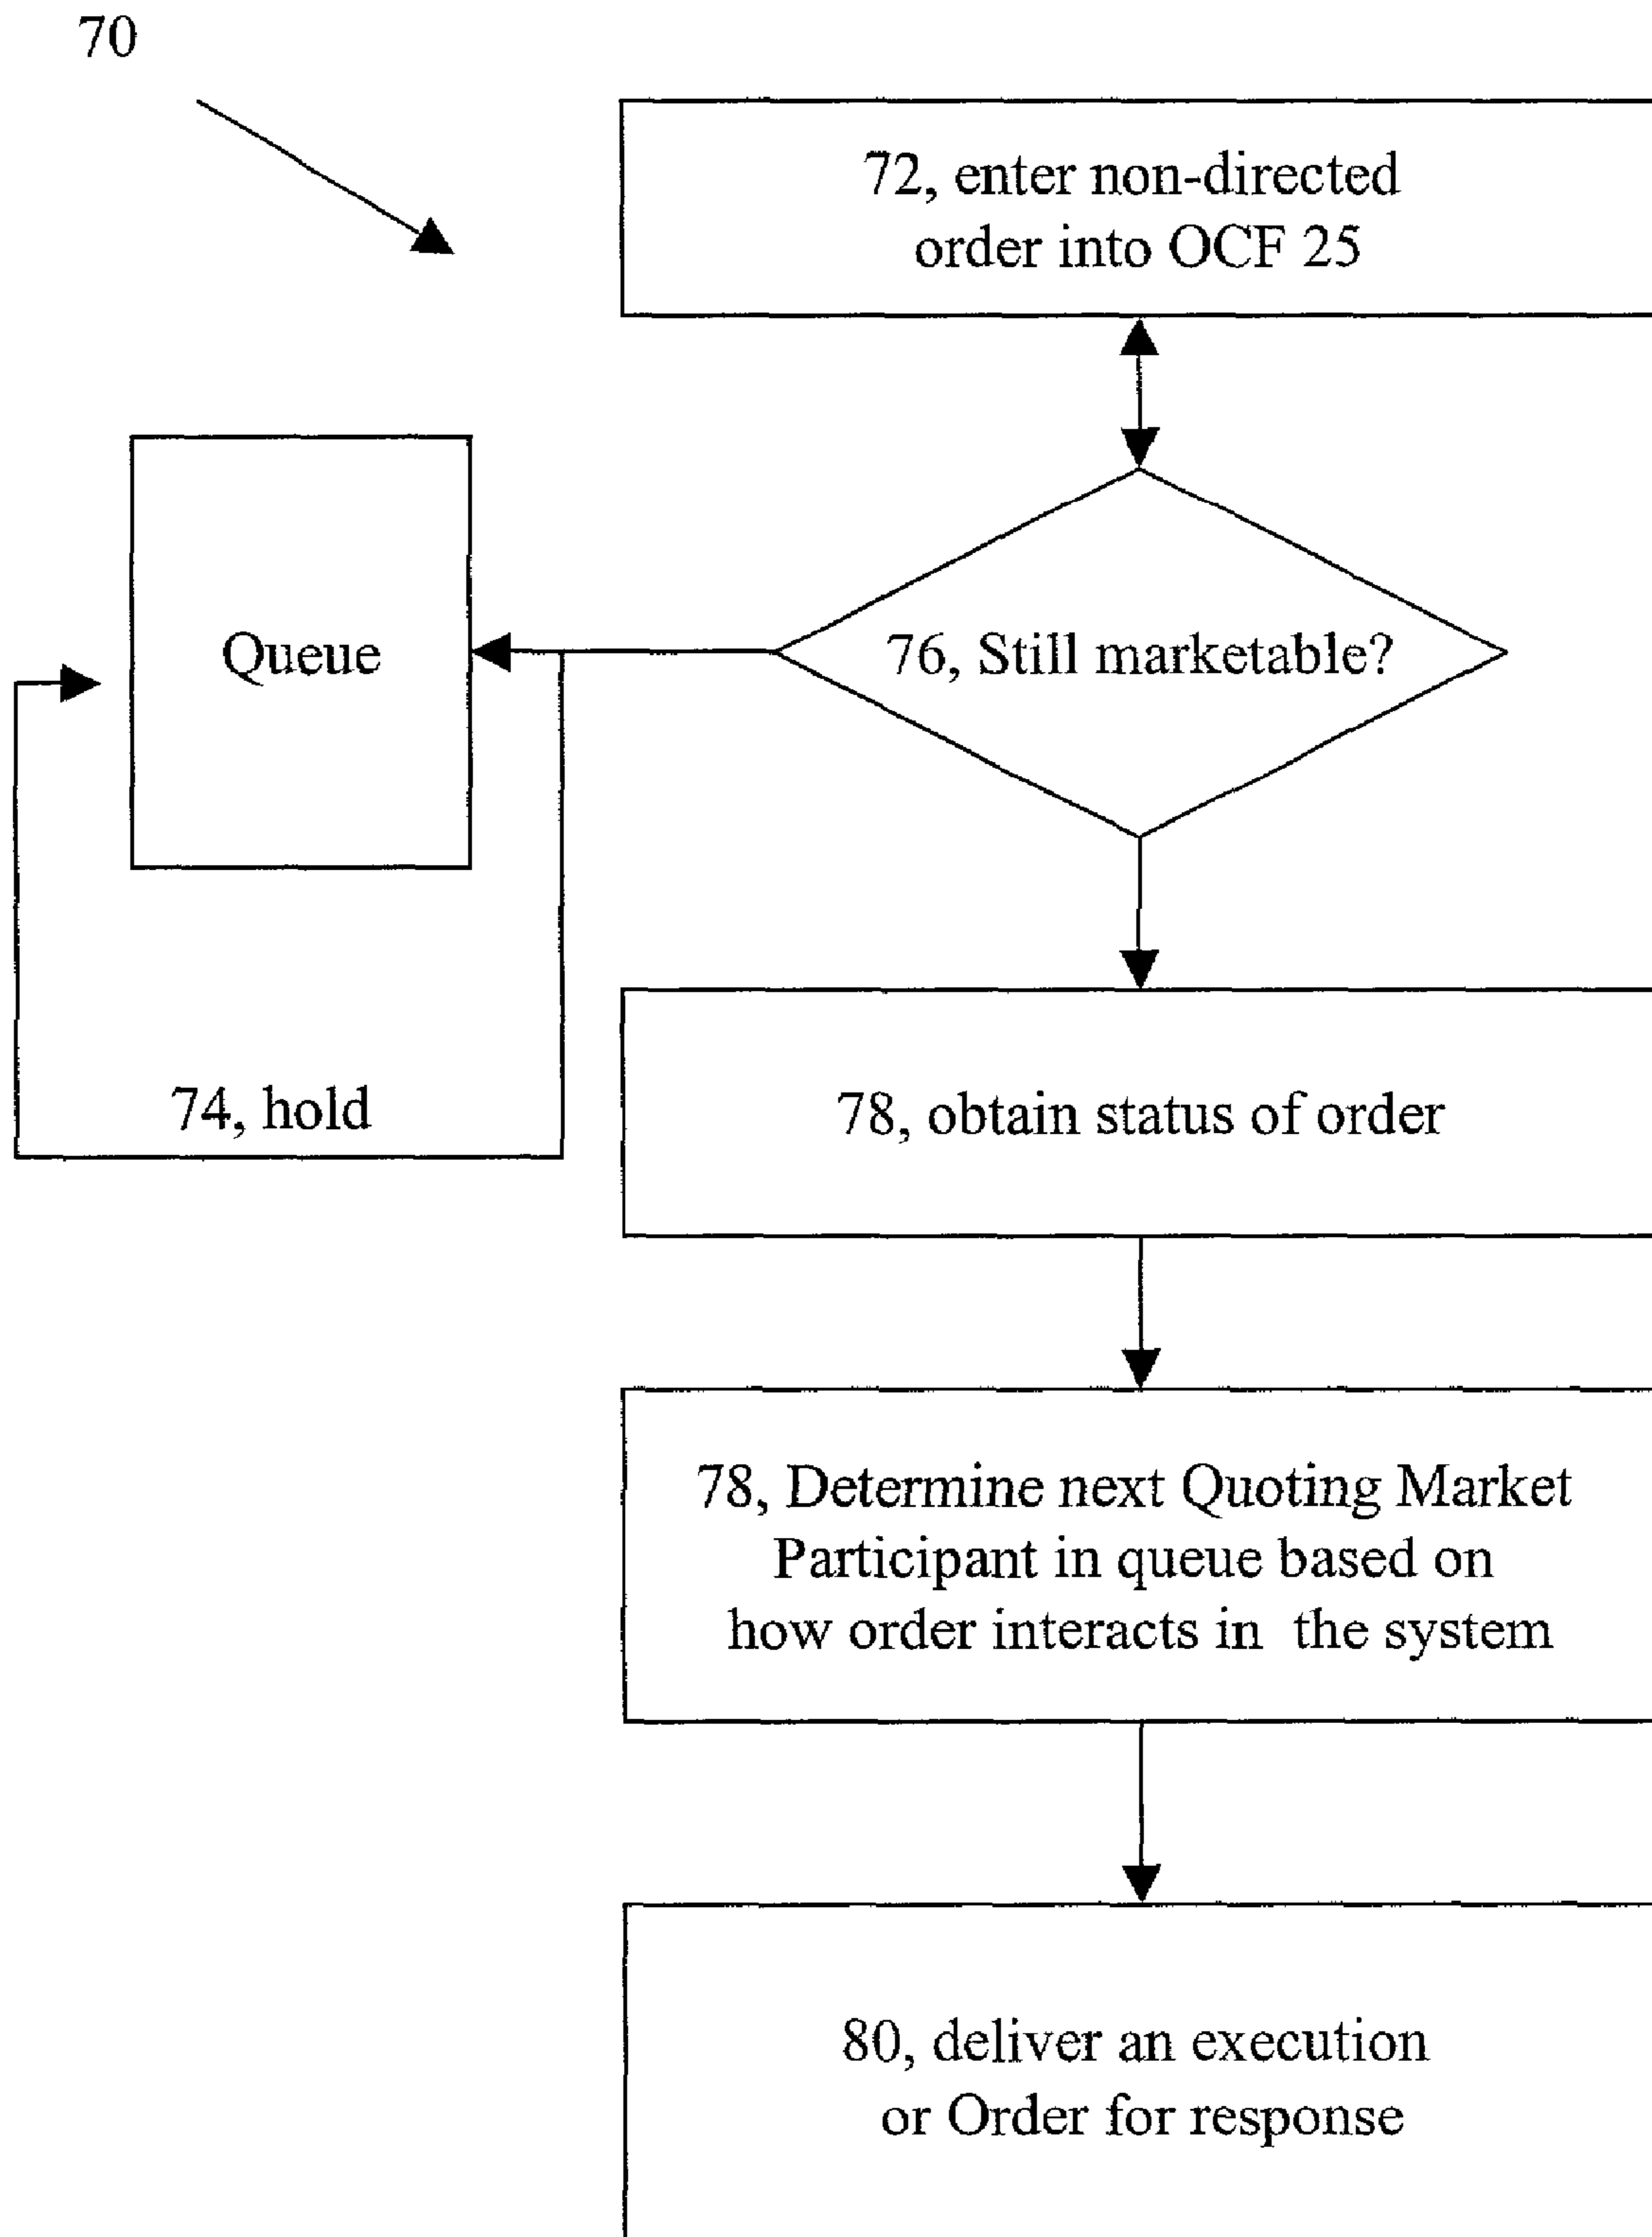 70
72, enter non-directed
order into OCF 25
Queue
76, Still marketable?
74, hold
78, obtain status of order
78, Determine next Quoting Market
Participant in queue based on
how order interacts in the system
80, deliver an execution
or Order for response